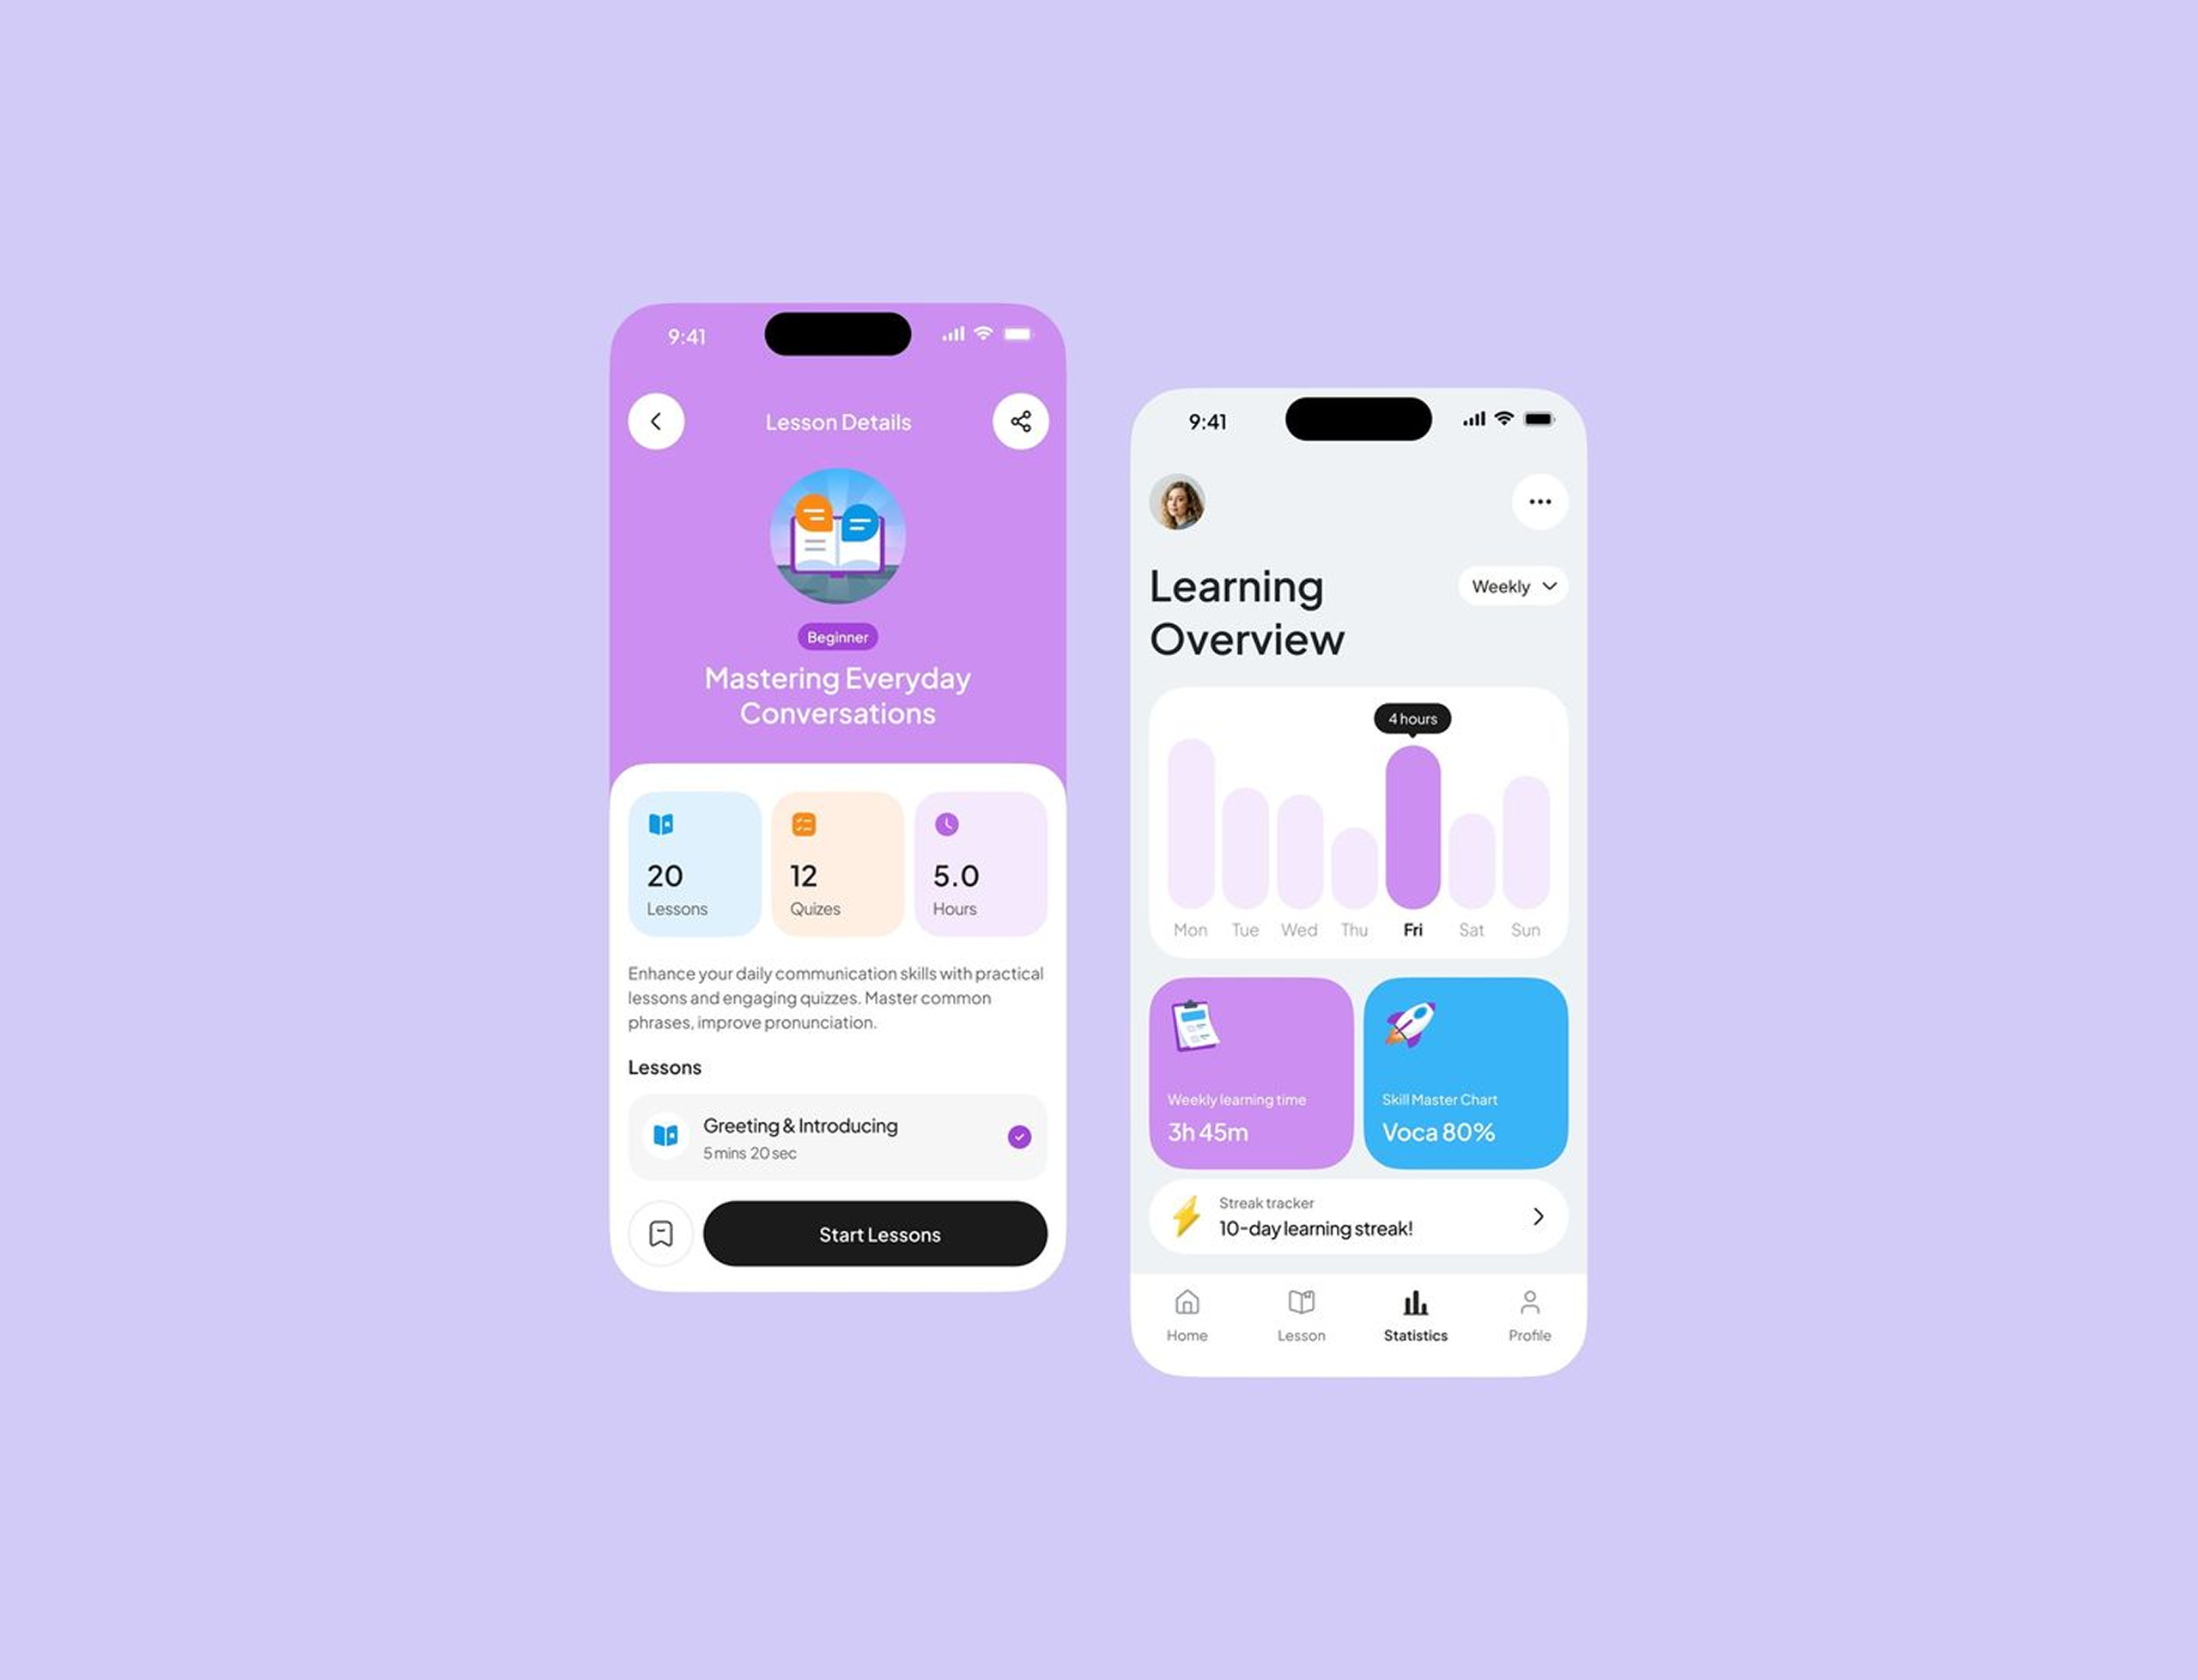 9:41
Lesson Details
Beginner
Mastering Everyday
Conversations
20
Lessons
12
Quizes
5.0
Hours
Enhance your daily communication skills with practical
lessons and engaging quizzes. Master common
phrases, improve pronunciation.
Lessons
Greeting & Introducing
5 mins 20 sec
Start Lessons
9:41
Learning
Overview
Weekly
4 hours
Mon Tue Wed Thu Fri Sat Sun
Weekly learning time
3h 45m
Skill Master Chart
Voca 80%
Streak tracker
10-day learning streak!
Home Lesson Statistics Profile